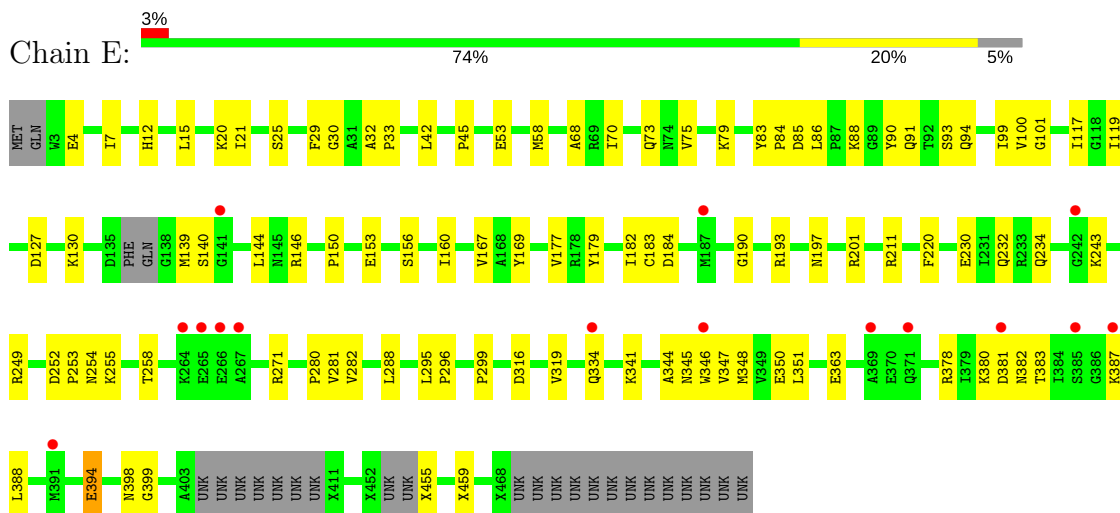 3%
Chain E:
74% 20% 5%
MET GLN W3 E4 I7 H12 L15 K20 I21 S25 F29 G30 A31 A32 P33 L42 P45 E53 M58 A68 R69 I70 Q73 N74 V75 K79 Y83 P84 D85 L86 P87 K88 G89 Y90 Q91 T92 S93 Q94 I99 V100 G101 I117 G118 I119
D127 K130 D135 PHE GLN G138 M139 S140 G141 L144 N145 R146 P150 E153 S156 I160 V167 A168 Y169 V177 R178 Y179 I182 C183 D184 M187 G190 R193 N197 R201 R211 F220 E230 I231 Q232 R233 Q234 G242 K243
R249 D252 P253 N254 K255 T258 K264 E265 E266 A267 R271 P280 V281 V282 L288 L295 P296 P299 D316 V319 Q334 K341 A344 N345 W346 V347 M348 V349 E350 L351 E363 A369 E370 Q371 R378 I379 K380 D381 N382 T383 I384 S385 G386 K387
L388 M391 E394 N398 G399 A403 UNK UNK UNK UNK UNK UNK UNK X411 X452 UNK UNK X455 X459 X468 UNK UNK UNK UNK UNK UNK UNK UNK UNK UNK